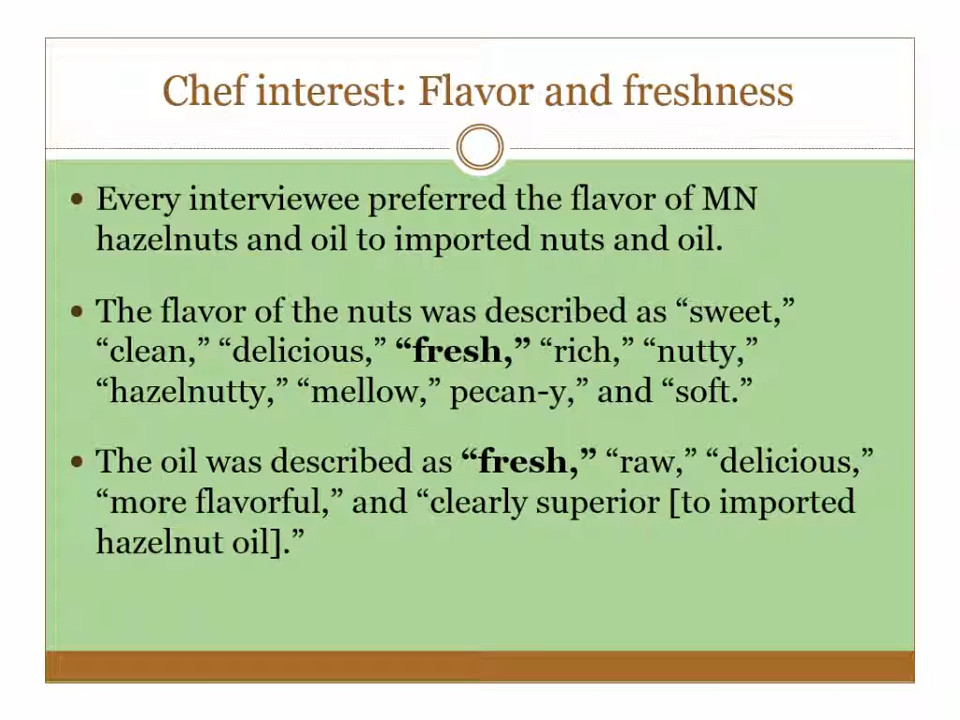 Chef interest: Flavor and freshness
• Every interviewee preferred the flavor of MN
hazelnuts and oil to imported nuts and oil.
• The flavor of the nuts was described as “sweet,”
“clean,” “delicious,” “fresh,” “rich,” “nutty,”
“hazelnutty,” “mellow,” pecan-y,” and “soft.”
• The oil was described as “fresh,” “raw,” “delicious,”
“more flavorful,” and “clearly superior [to imported
hazelnut oil].”